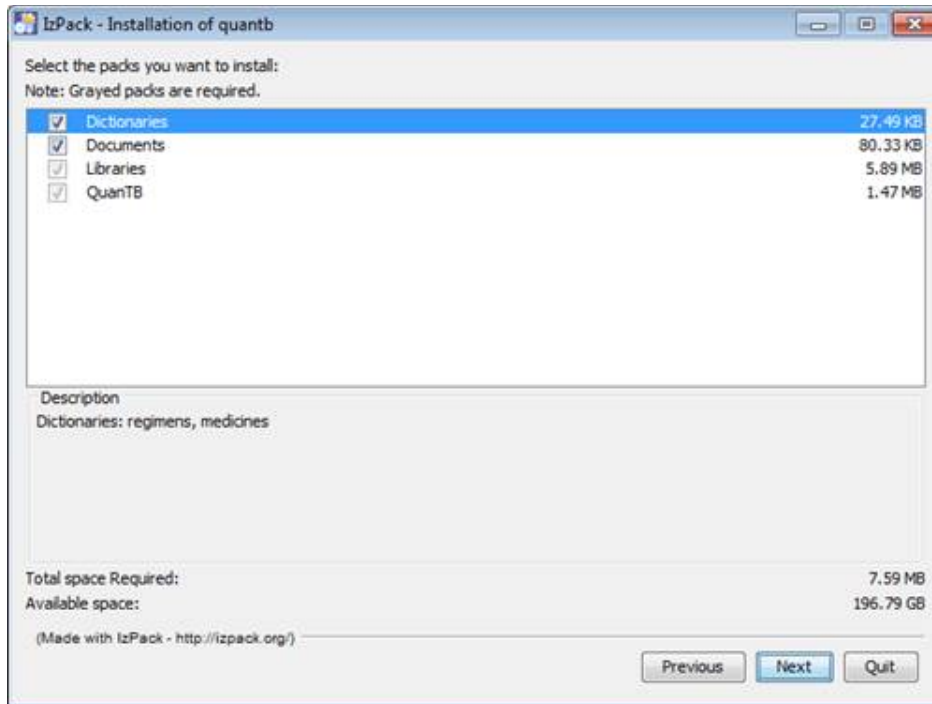 IzPack - Installation of quantb
Select the packs you want to install:
Note: Grayed packs are required.
Dictionaries 27.49 KB
Documents 80.33 KB
Libraries 5.89 MB
QuanTB 1.47 MB
Description
Dictionaries: regimens, medicines
Total space Required: 7.59 MB
Available space: 196.79 GB
(Made with IzPack - http://izpack.org/)
Previous Next Quit